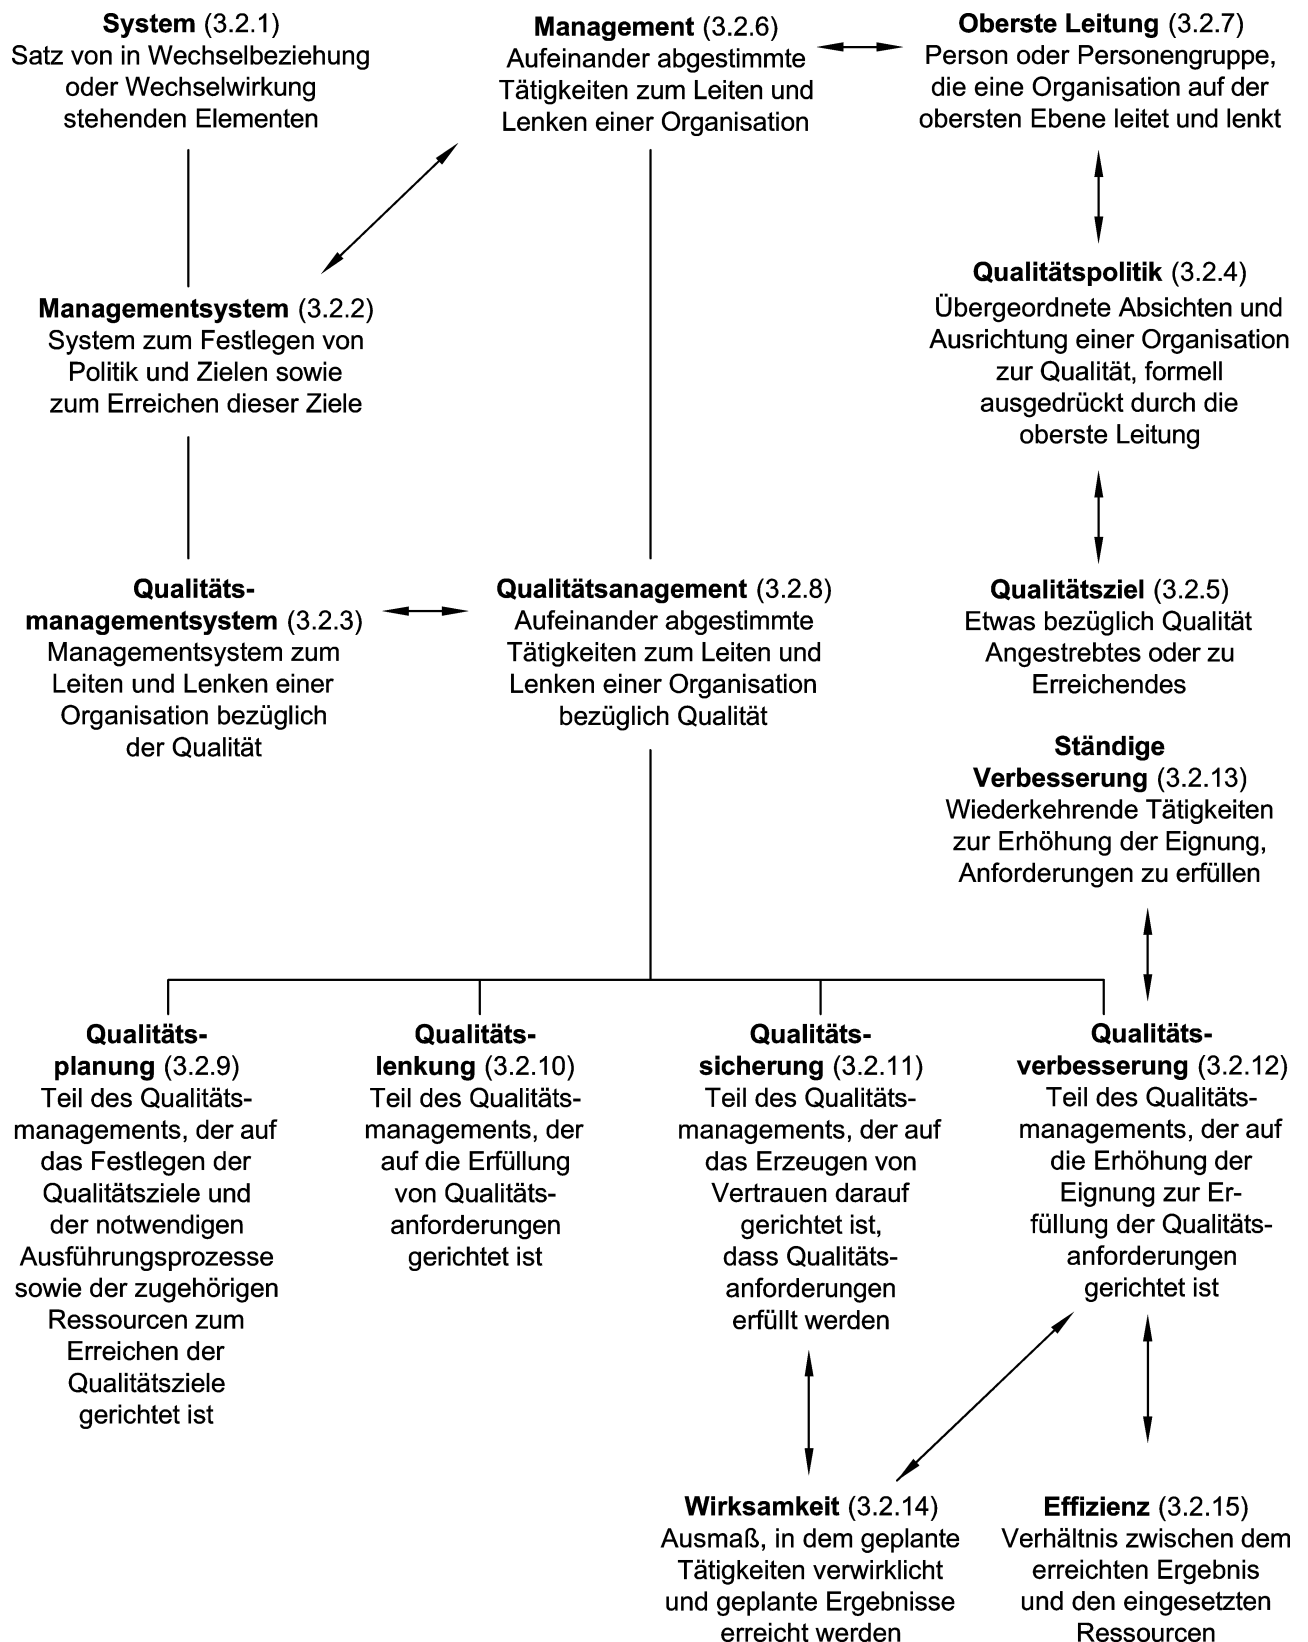 System (3.2.1)
Satz von in Wechselbeziehung
oder Wechselwirkung
stehenden Elementen
Management (3.2.6)
Aufeinander abgestimmte
Tätigkeiten zum Leiten und
Lenken einer Organisation
Oberste Leitung (3.2.7)
Person oder Personengruppe,
die eine Organisation auf der
obersten Ebene leitet und lenkt
Managementsystem (3.2.2)
System zum Festlegen von
Politik und Zielen sowie
zum Erreichen dieser Ziele
Qualitätspolitik (3.2.4)
Übergeordnete Absichten und
Ausrichtung einer Organisation
zur Qualität, formell
ausgedrückt durch die
oberste Leitung
Qualitäts-
managementsystem (3.2.3)
Managementsystem zum
Leiten und Lenken einer
Organisation bezüglich
der Qualität
Qualitätsanagement (3.2.8)
Aufeinander abgestimmte
Tätigkeiten zum Leiten und
Lenken einer Organisation
bezüglich Qualität
Qualitätsziel (3.2.5)
Etwas bezüglich Qualität
Angestrebtes oder zu
Erreichendes
Ständige
Verbesserung (3.2.13)
Wiederkehrende Tätigkeiten
zur Erhöhung der Eignung,
Anforderungen zu erfüllen
Qualitäts-
planung (3.2.9)
Teil des Qualitäts-
managements, der auf
das Festlegen der
Qualitätsziele und
der notwendigen
Ausführungsprozesse
sowie der zugehörigen
Ressourcen zum
Erreichen der
Qualitätsziele
gerichtet ist
Qualitäts-
lenkung (3.2.10)
Teil des Qualitäts-
managements, der
auf die Erfüllung
von Qualitäts-
anforderungen
gerichtet ist
Qualitäts-
sicherung (3.2.11)
Teil des Qualitäts-
managements, der auf
das Erzeugen von
Vertrauen darauf
gerichtet ist,
dass Qualitäts-
anforderungen
erfüllt werden
Qualitäts-
verbesserung (3.2.12)
Teil des Qualitäts-
managements, der auf
die Erhöhung der
Eignung zur Er-
füllung der Qualitäts-
anforderungen
gerichtet ist
Wirksamkeit (3.2.14)
Ausmaß, in dem geplante
Tätigkeiten verwirklicht
und geplante Ergebnisse
erreicht werden
Effizienz (3.2.15)
Verhältnis zwischen dem
erreichten Ergebnis
und den eingesetzten
Ressourcen